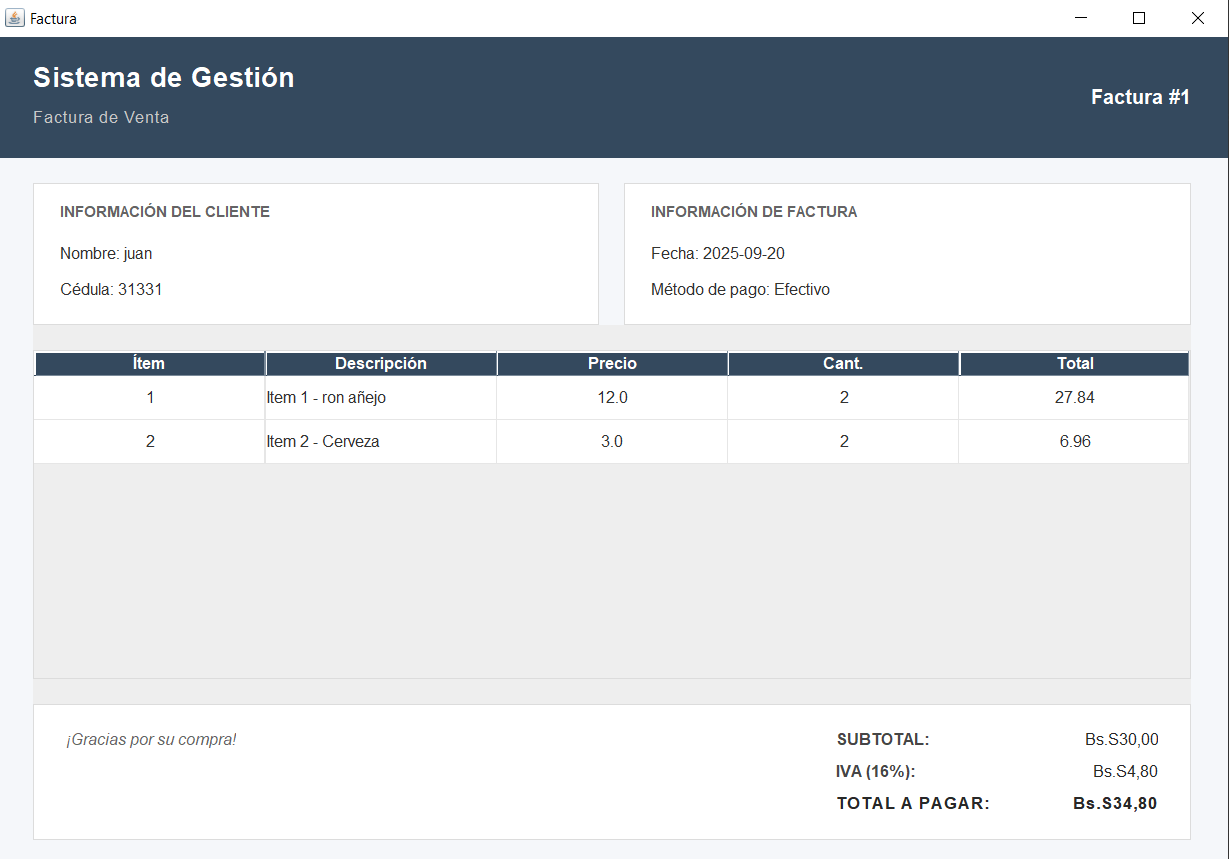 Factura
Sistema de Gestión
Factura de Venta
Factura #1
INFORMACIÓN DEL CLIENTE
Nombre: juan
Cédula: 31331
INFORMACIÓN DE FACTURA
Fecha: 2025-09-20
Método de pago: Efectivo
Ítem Descripción Precio Cant. Total
1 Item 1 - ron añejo 12.0 2 27.84
2 Item 2 - Cerveza 3.0 2 6.96
¡Gracias por su compra!
SUBTOTAL: Bs.S30,00
IVA (16%): Bs.S4,80
TOTAL A PAGAR: Bs.S34,80